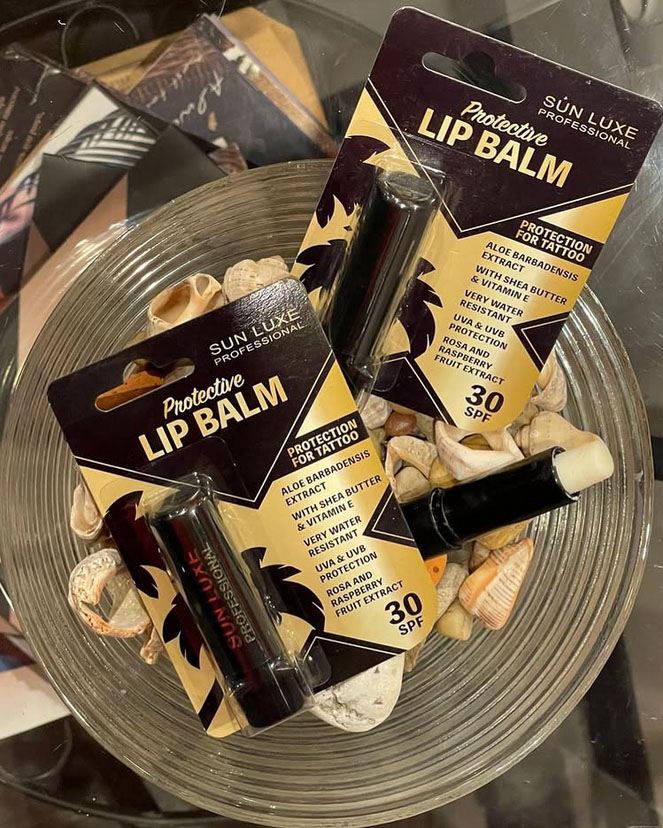 SUN LUXE
PROFESSIONAL
Protective
LIP BALM
PROTECTION
FOR TATTOO
ALOE BARBADENSIS
EXTRACT
WITH SHEA BUTTER
& VITAMIN E
VERY WATER
RESISTANT
UVA & UVB
PROTECTION
ROSA AND
RASPBERRY
FRUIT EXTRACT
30
SPF
SUN LUXE
PROFESSIONAL
Protective
LIP BALM
PROTECTION
FOR TATTOO
ALOE BARBADENSIS
EXTRACT
WITH SHEA BUTTER
& VITAMIN E
VERY WATER
RESISTANT
UVA & UVB
PROTECTION
ROSA AND
RASPBERRY
FRUIT EXTRACT
30
SPF
SUN LUXE
PROFESSIONAL